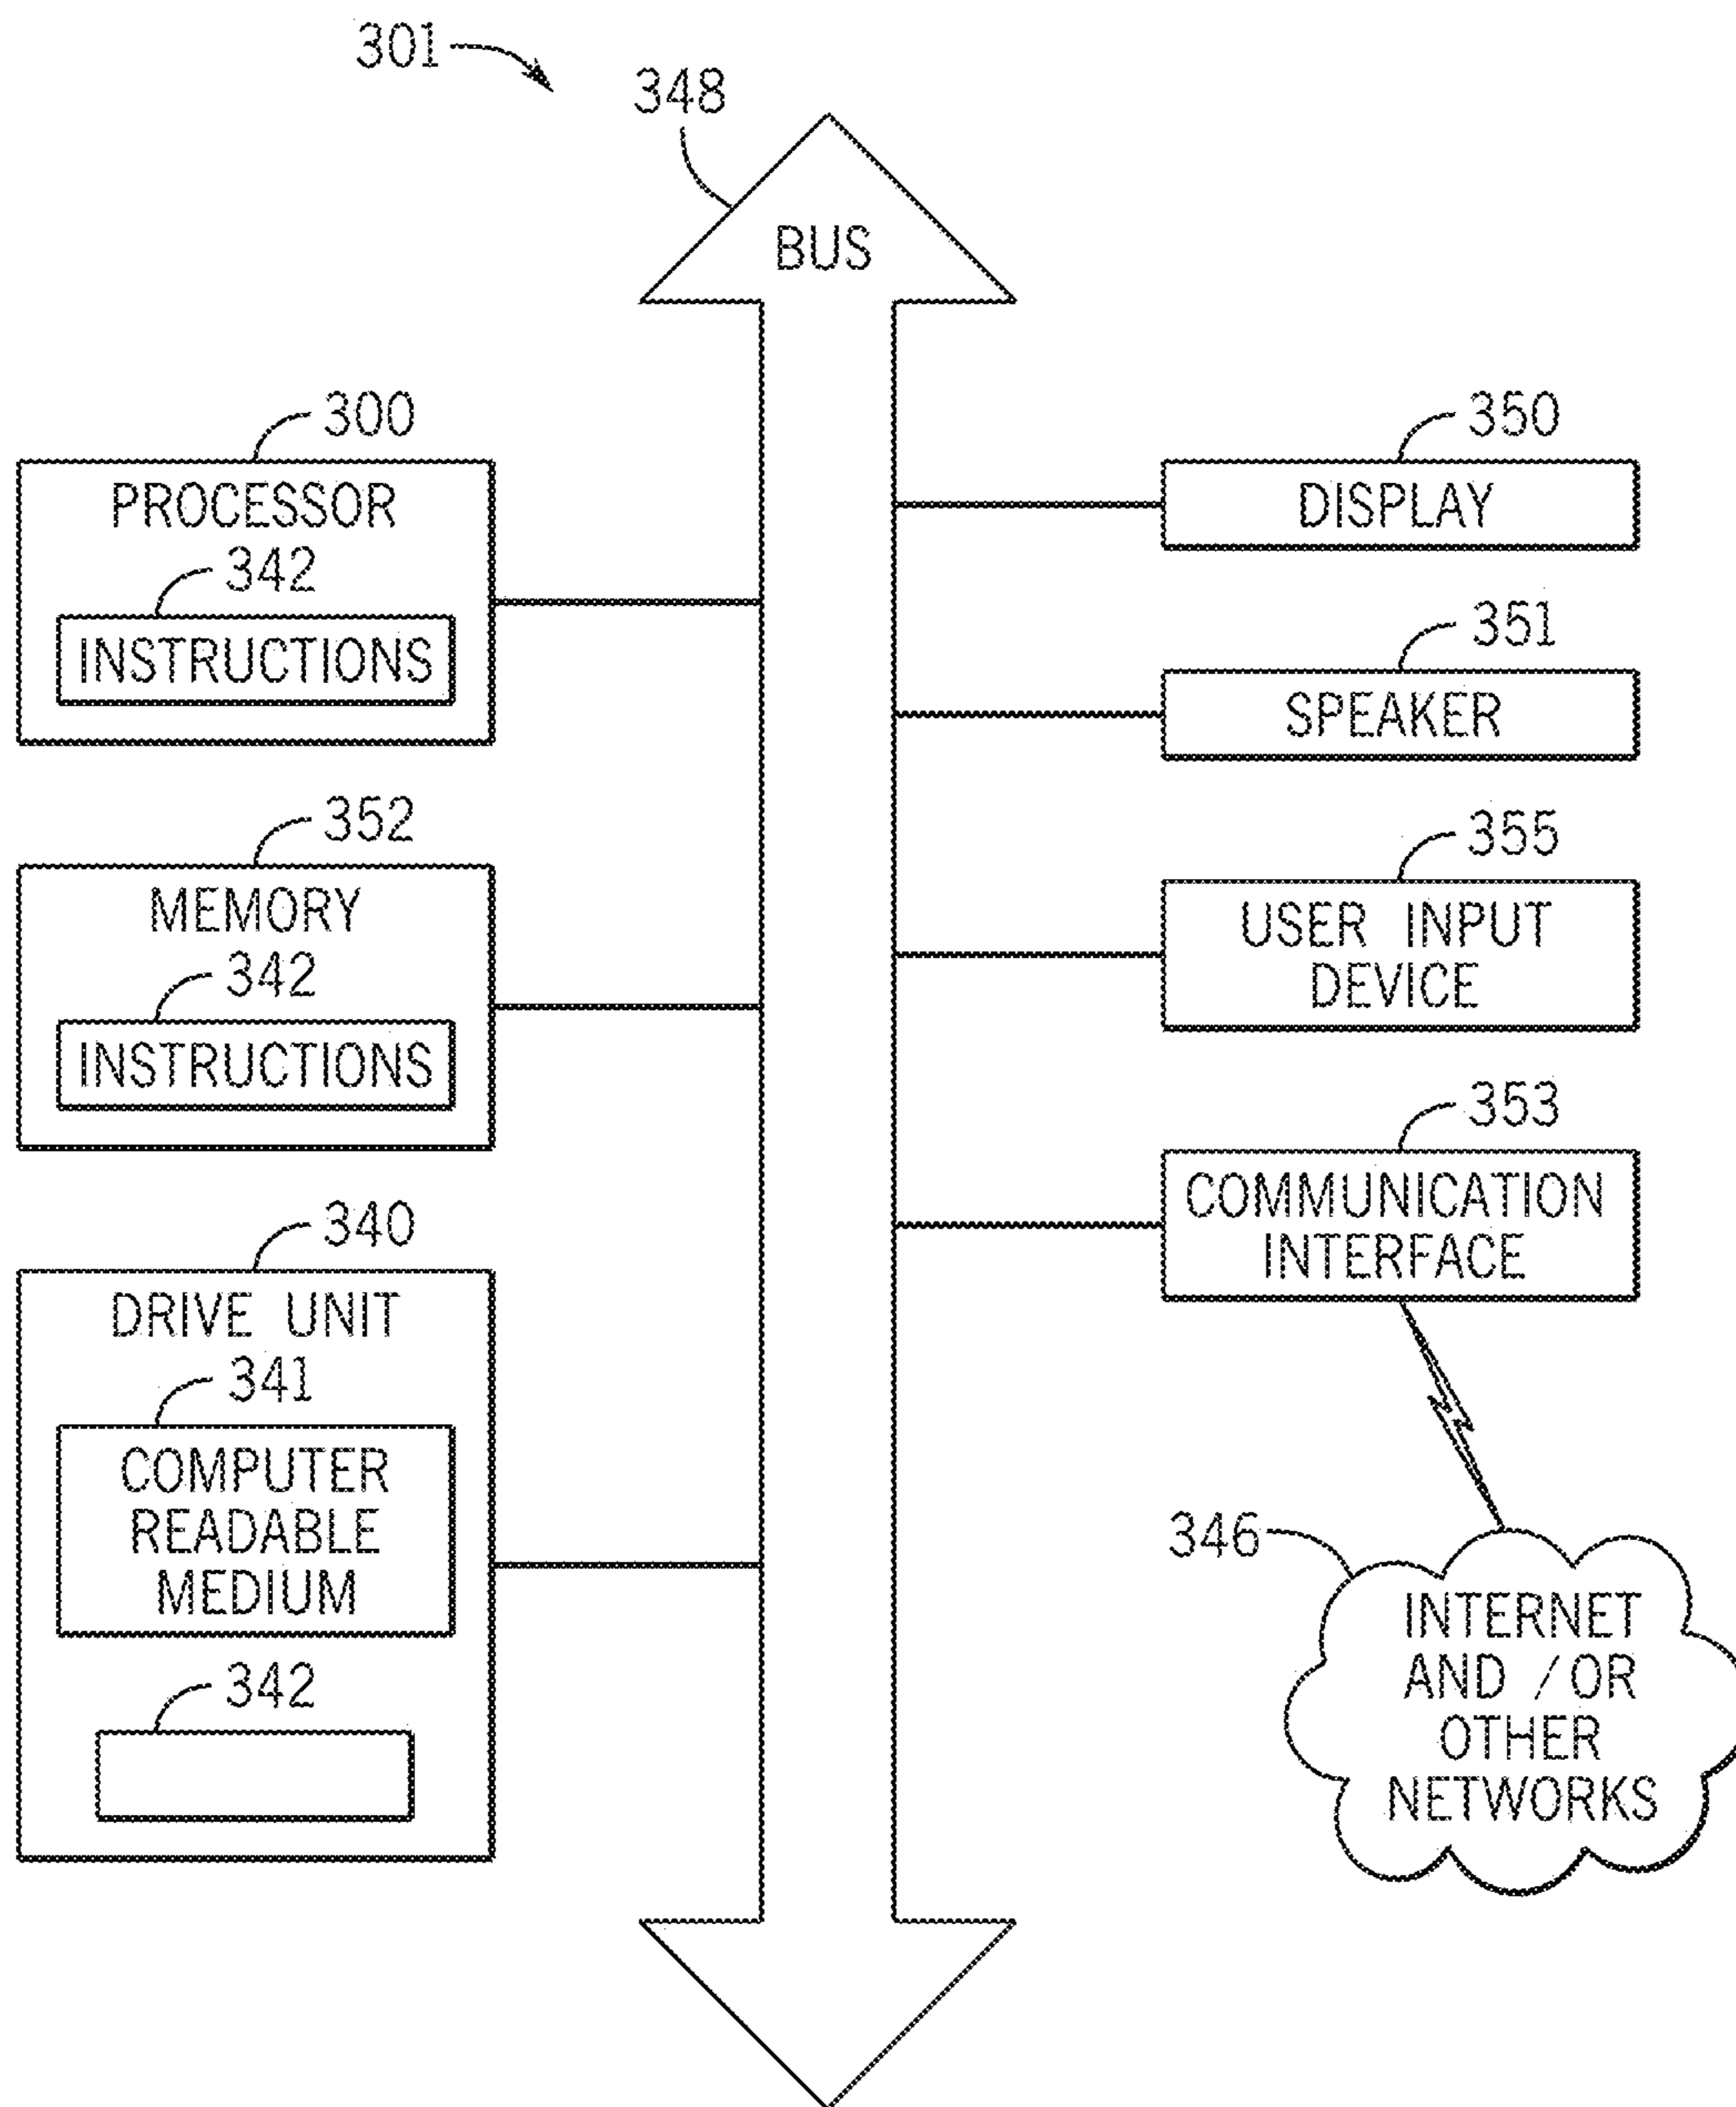 301
348
BUS
300
PROCESSOR
342
INSTRUCTIONS
352
MEMORY
342
INSTRUCTIONS
340
DRIVE UNIT
341
COMPUTER
READABLE
MEDIUM
342
350
DISPLAY
351
SPEAKER
355
USER INPUT
DEVICE
353
COMMUNICATION
INTERFACE
346
INTERNET
AND /OR
OTHER
NETWORKS